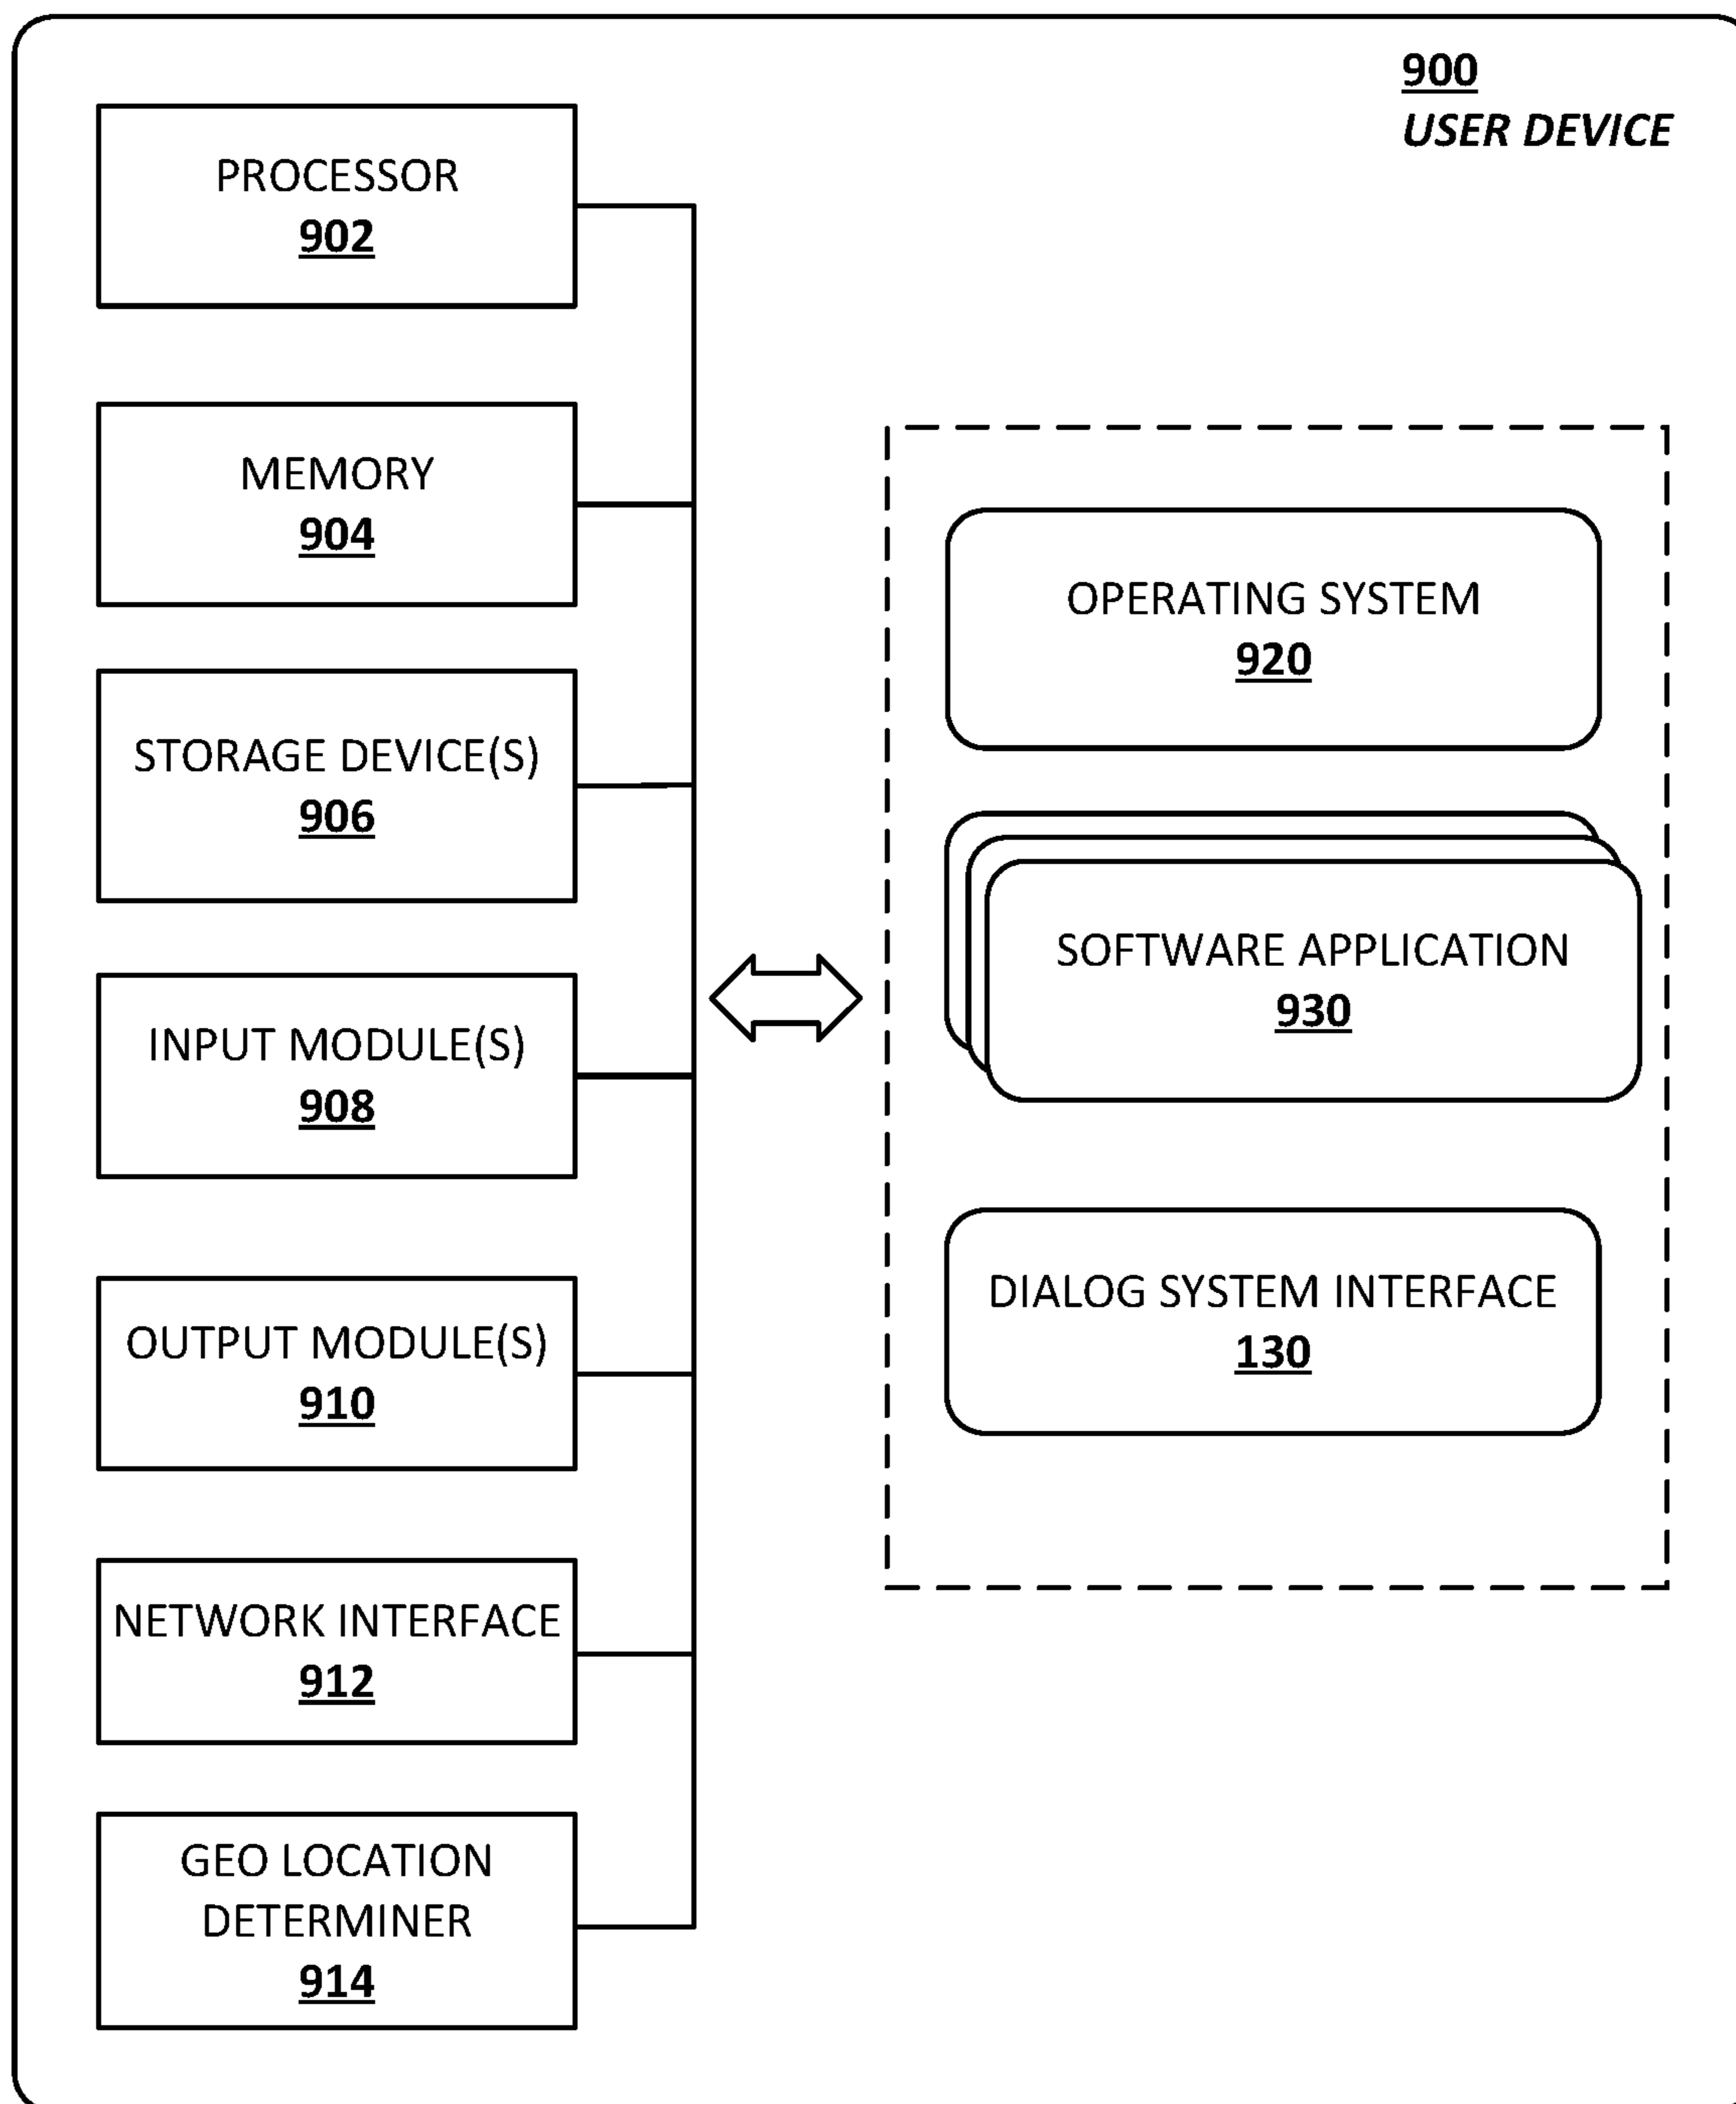 900
USER DEVICE
PROCESSOR
902
MEMORY
904
STORAGE DEVICE(S)
906
INPUT MODULE(S)
908
OUTPUT MODULE(S)
910
NETWORK INTERFACE
912
GEO LOCATION
DETERMINER
914
OPERATING SYSTEM
920
SOFTWARE APPLICATION
930
DIALOG SYSTEM INTERFACE
130